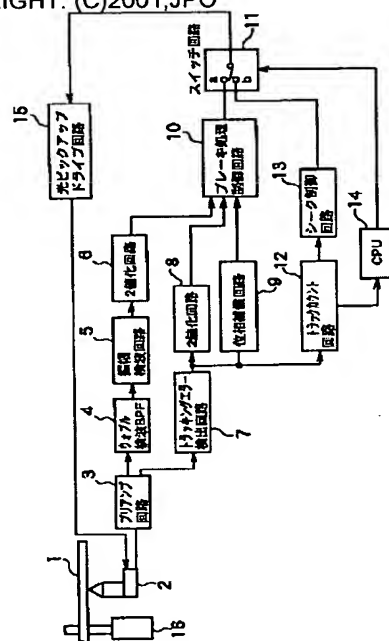 RIGHT: (C)2001,JPO
11
スイッチ回路
a
b
15
光ピックアップ
ドライブ回路
10
ブレーキ処理
制御回路
13
シーク制御
回路
14
CPU
6
2値化回路
8
2値化回路
9
位相補償回路
12
トラックカウント
回路
5
振幅
検波回路
4
ウォブル
検波BPF
7
トラッキングエラー
検出回路
3
プリアンプ
回路
1
2
16